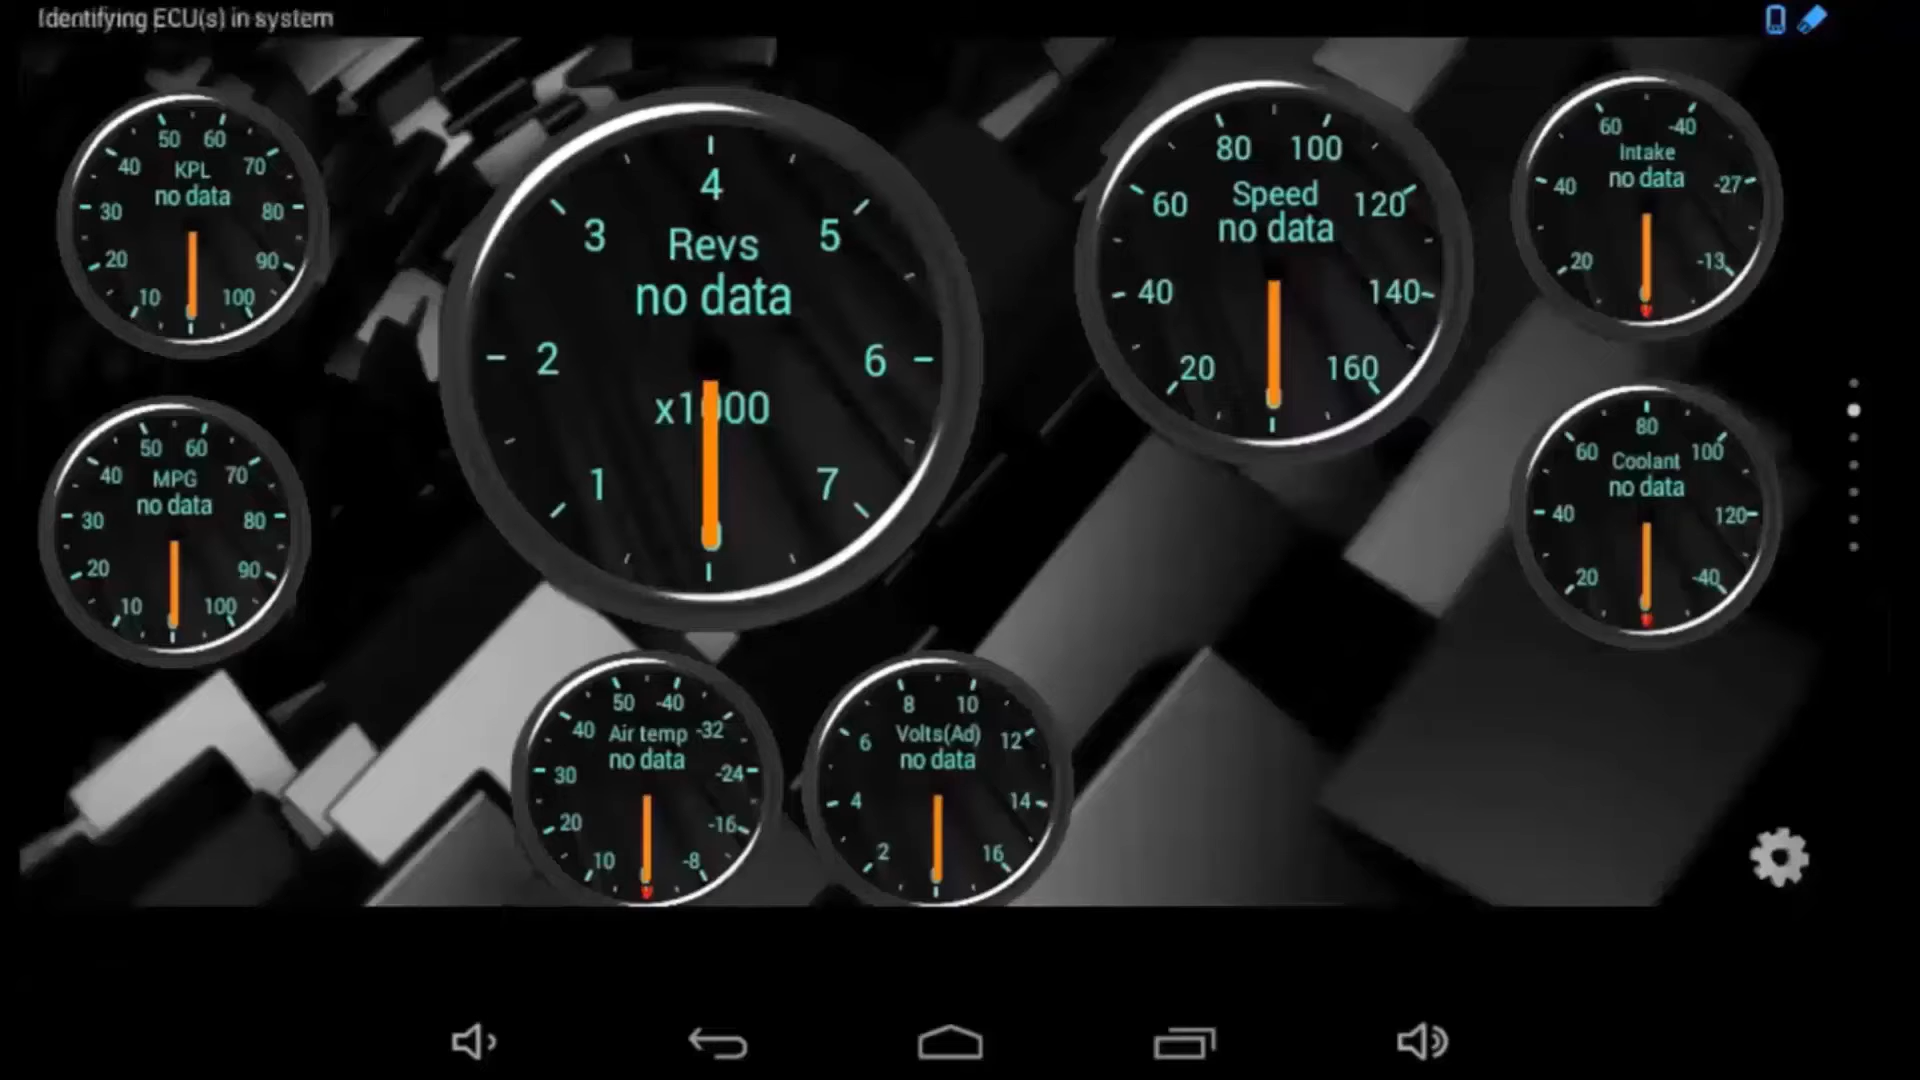 Identifying ECU(s) in system
50 60
40 70
KPL
no data
30 80
20 90
10 100
4
3 5
Revs
no data
2 6
x1000
1 7
80 100
60 120
Speed
no data
40 140
20 160
60 -40
Intake
no data
40 -27
20 -13
50 60
40 70
MPG
no data
30 80
20 90
10 100
80
60 100
Coolant
no data
40 120
20 -40
50 -40
40 -32
Air temp
no data
30 -24
20 -16
10 -8
8 10
6 12
Volts(Ad)
no data
4 14
2 16